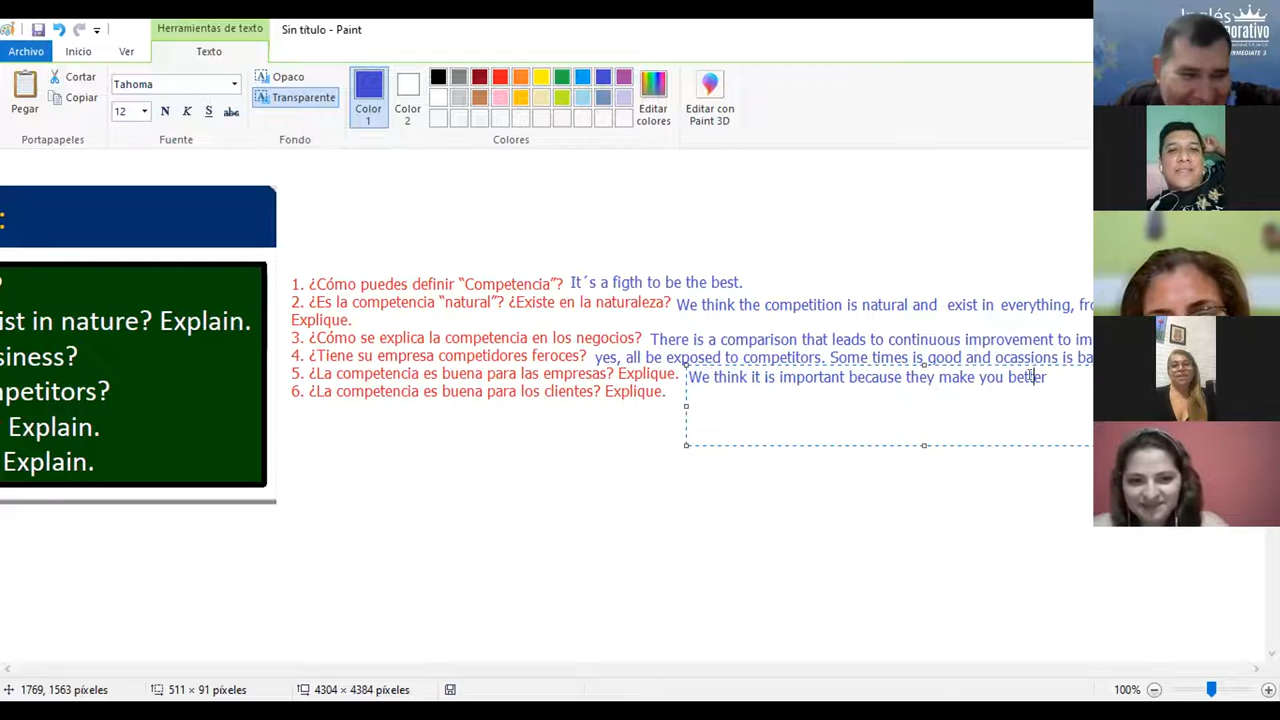 Herramientas de texto
Sin título - Paint
Archivo
Inicio
Ver
Texto
Pegar
Cortar
Copiar
Portapapeles
Tahoma
12
N K S abc
Fuente
Opaco
Transparente
Fondo
Color 1
Color 2
Editar colores
Colores
Editar con Paint 3D
Inglés
INTERMEDIATE 3
:
ist in nature? Explain.
siness?
mpetitors?
Explain.
Explain.
1. ¿Cómo puedes definir “Competencia”? It´s a figth to be the best.
2. ¿Es la competencia “natural”? ¿Existe en la naturaleza? We think the competition is natural and exist in everything, fro
Explique.
3. ¿Cómo se explica la competencia en los negocios? There is a comparison that leads to continuous improvement to im
4. ¿Tiene su empresa competidores feroces? yes, all be exposed to competitors. Some times is good and ocassions is ba
5. ¿La competencia es buena para las empresas? Explique. We think it is important because they make you better
6. ¿La competencia es buena para los clientes? Explique.
1769, 1563 píxeles
511 × 91 píxeles
4304 × 4384 píxeles
100%